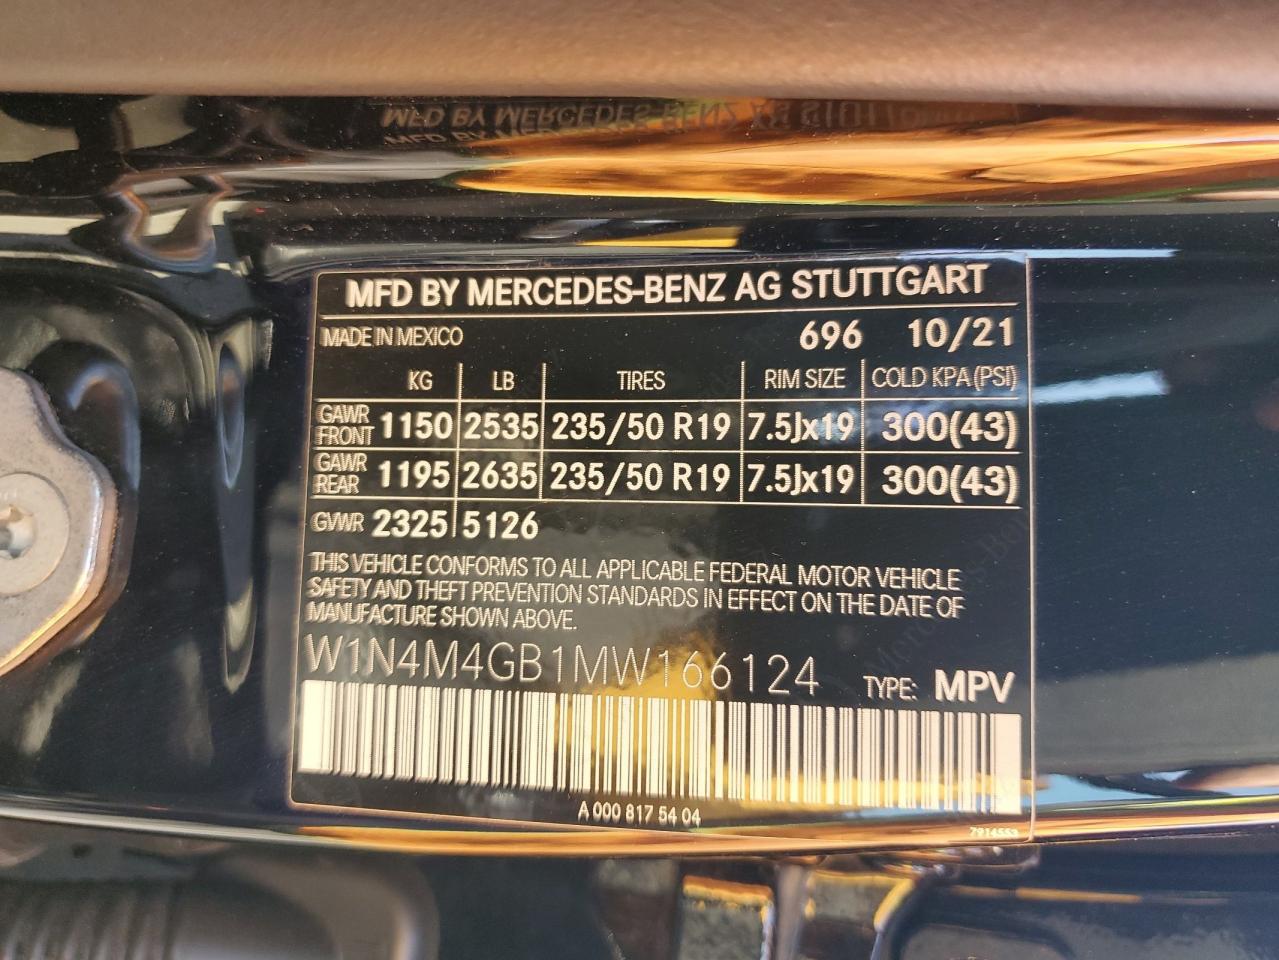 MFD BY MERCEDES-BENZ AG STUTTGART
MADE IN MEXICO 696 10/21
KG LB TIRES RIM SIZE COLD KPA (PSI)
GAWR FRONT 1150 2535 235/50 R19 7.5Jx19 300(43)
GAWR REAR 1195 2635 235/50 R19 7.5Jx19 300(43)
GVWR 2325 5126
THIS VEHICLE CONFORMS TO ALL APPLICABLE FEDERAL MOTOR VEHICLE
SAFETY AND THEFT PREVENTION STANDARDS IN EFFECT ON THE DATE OF
MANUFACTURE SHOWN ABOVE.
W1N4M4GB1MW166124 TYPE: MPV
A 000 817 54 04
7914553